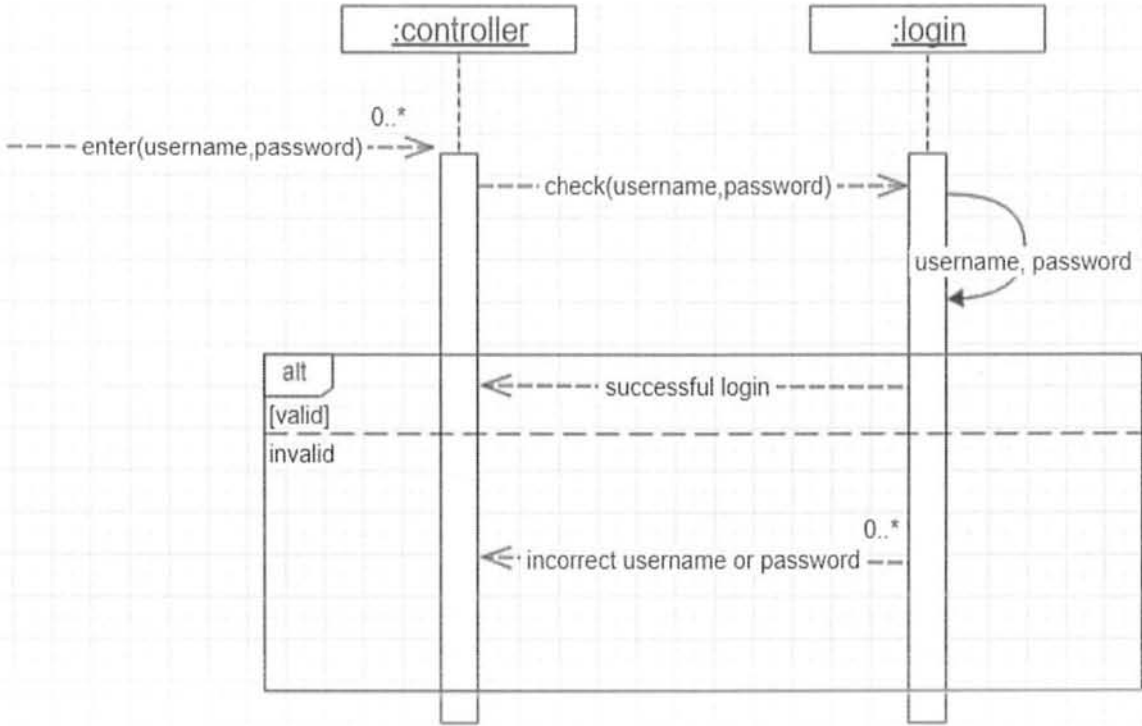 :controller
:login
0..*
enter(username,password)
check(username,password)
username, password
alt
successful login
[valid]
invalid
0..*
incorrect username or password